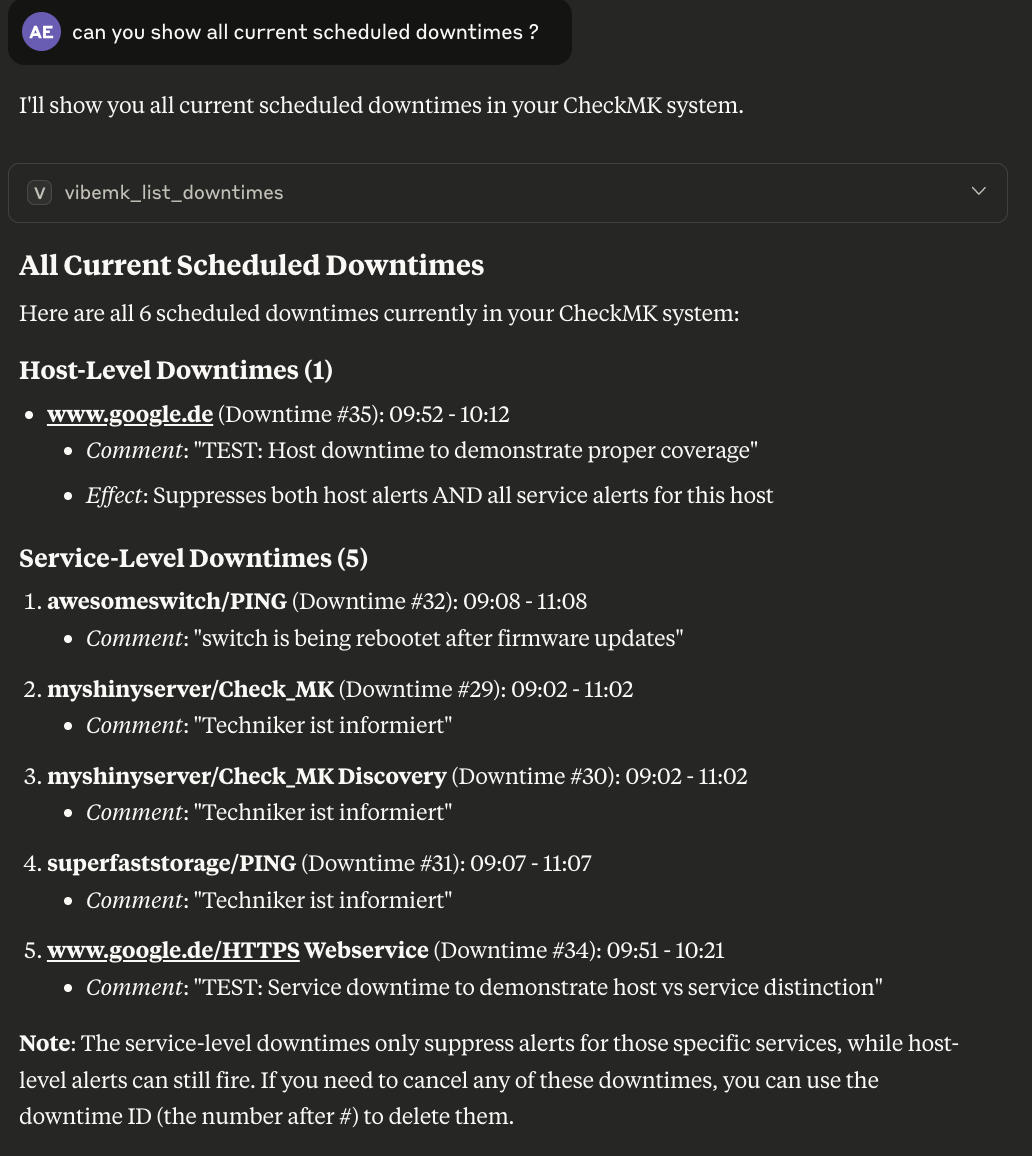 AE can you show all current scheduled downtimes ?
I'll show you all current scheduled downtimes in your CheckMK system.
V vibemk_list_downtimes
All Current Scheduled Downtimes
Here are all 6 scheduled downtimes currently in your CheckMK system:
Host-Level Downtimes (1)
• www.google.de (Downtime #35): 09:52 - 10:12
• Comment: "TEST: Host downtime to demonstrate proper coverage"
• Effect: Suppresses both host alerts AND all service alerts for this host
Service-Level Downtimes (5)
1. awesomeswitch/PING (Downtime #32): 09:08 - 11:08
• Comment: "switch is being rebootet after firmware updates"
2. myshinyserver/Check_MK (Downtime #29): 09:02 - 11:02
• Comment: "Techniker ist informiert"
3. myshinyserver/Check_MK Discovery (Downtime #30): 09:02 - 11:02
• Comment: "Techniker ist informiert"
4. superfaststorage/PING (Downtime #31): 09:07 - 11:07
• Comment: "Techniker ist informiert"
5. www.google.de/HTTPS Webservice (Downtime #34): 09:51 - 10:21
• Comment: "TEST: Service downtime to demonstrate host vs service distinction"
Note: The service-level downtimes only suppress alerts for those specific services, while host-
level alerts can still fire. If you need to cancel any of these downtimes, you can use the
downtime ID (the number after #) to delete them.